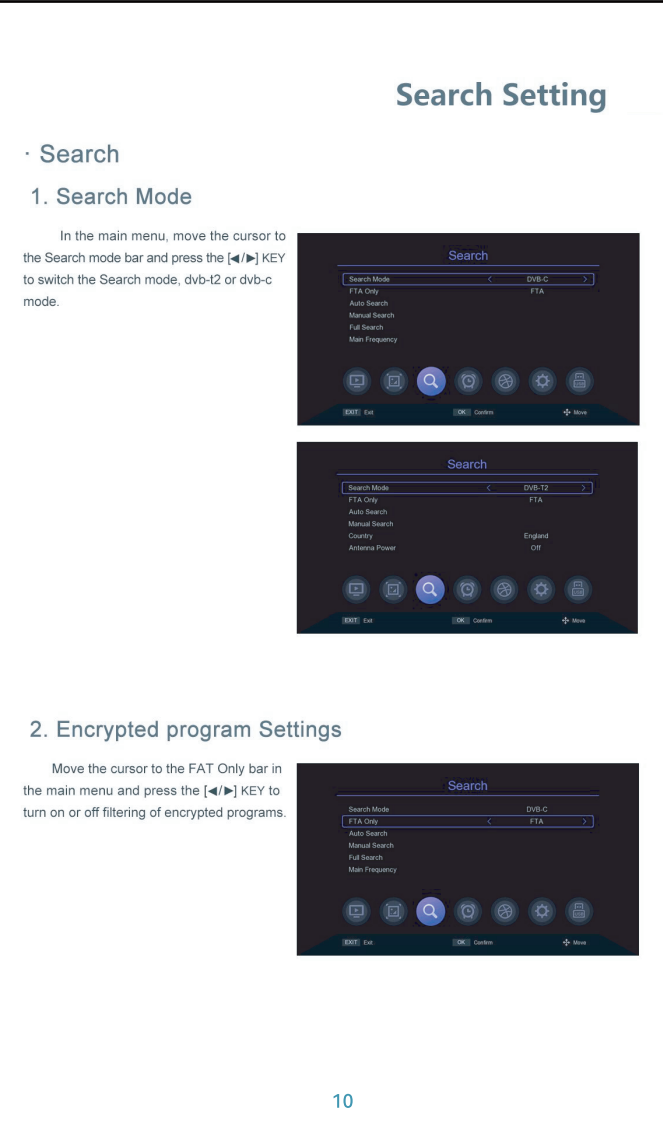 Search Setting
· Search
1. Search Mode
In the main menu, move the cursor to
the Search mode bar and press the [◀/▶] KEY
to switch the Search mode, dvb-t2 or dvb-c
mode.
Search
Search Mode < DVB-C >
FTA Only FTA
Auto Search
Manual Search
Full Search
Main Frequency
EXIT Exit OK Confirm Move
Search
Search Mode < DVB-T2 >
FTA Only FTA
Auto Search
Manual Search
Country England
Antenna Power Off
EXIT Exit OK Confirm Move
2. Encrypted program Settings
Move the cursor to the FAT Only bar in
the main menu and press the [◀/▶] KEY to
turn on or off filtering of encrypted programs.
Search
Search Mode DVB-C
FTA Only < FTA >
Auto Search
Manual Search
Full Search
Main Frequency
EXIT Exit OK Confirm Move
10